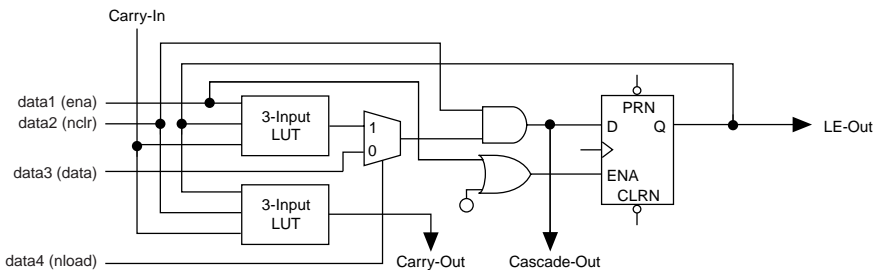 Carry-In
data1 (ena)
data2 (nclr)
3-Input
LUT
1
0
PRN
D
Q
LE-Out
data3 (data)
ENA
CLRN
3-Input
LUT
data4 (nload)
Carry-Out
Cascade-Out